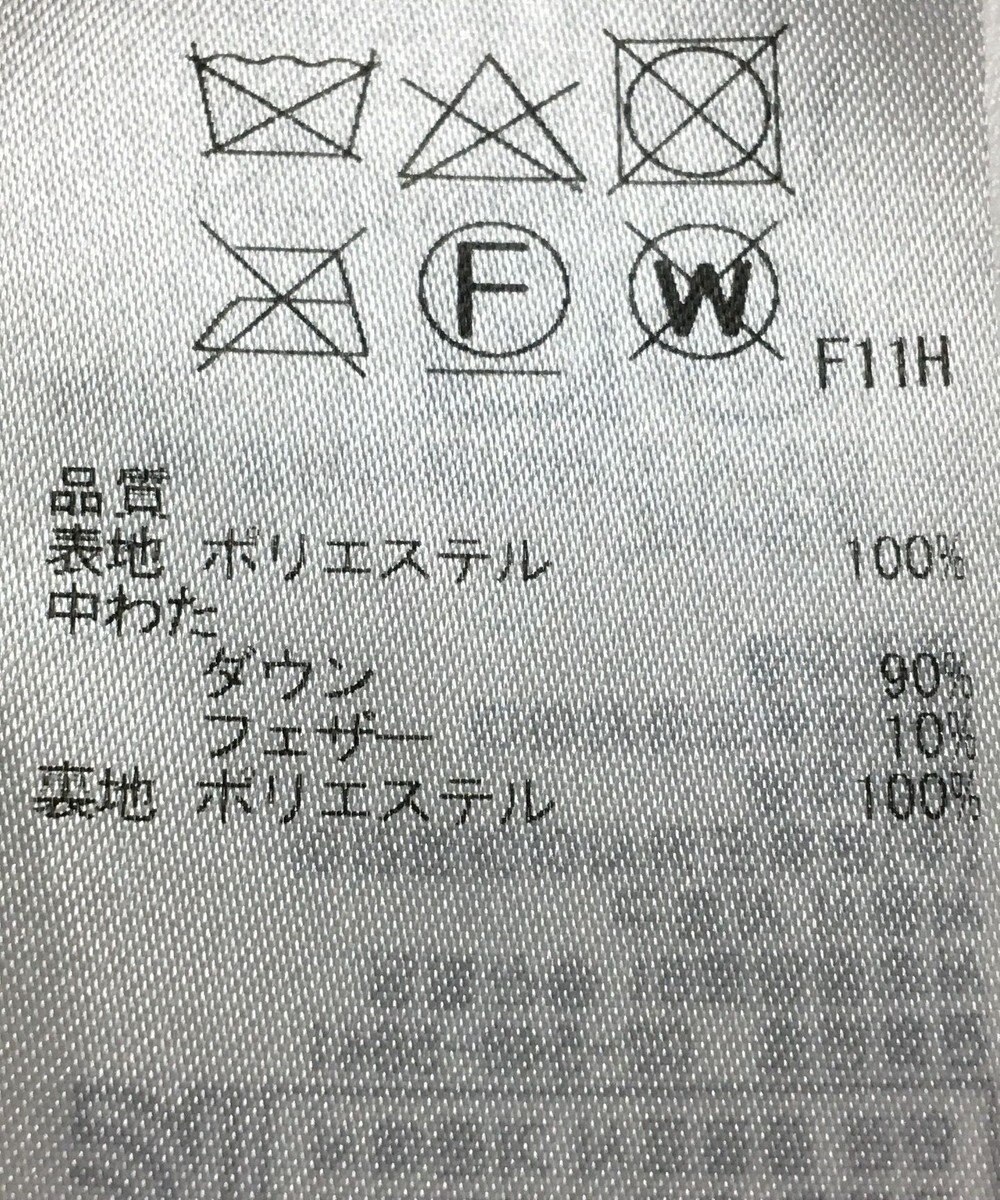 F W
F11H
品質
表地 ポリエステル 100%
中わた
ダウン 90%
フェザー 10%
裏地 ポリエステル 100%